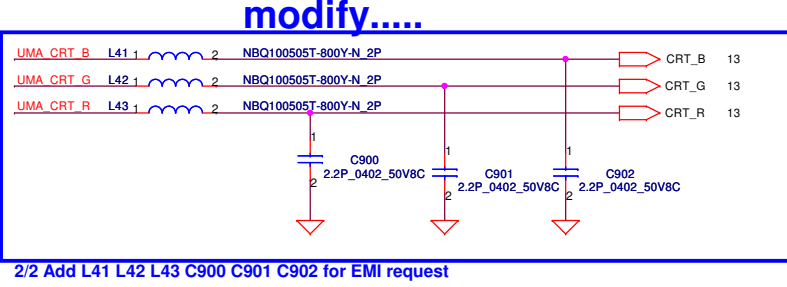 modify.....
UMA_CRT_B L41 1 2 NBQ100505T-800Y-N_2P CRT_B 13
UMA_CRT_G L42 1 2 NBQ100505T-800Y-N_2P CRT_G 13
UMA_CRT_R L43 1 2 NBQ100505T-800Y-N_2P CRT_R 13
1 1 1
C900 C901 C902
2.2P_0402_50V8C 2.2P_0402_50V8C 2.2P_0402_50V8C
2 2 2
2/2 Add L41 L42 L43 C900 C901 C902 for EMI request